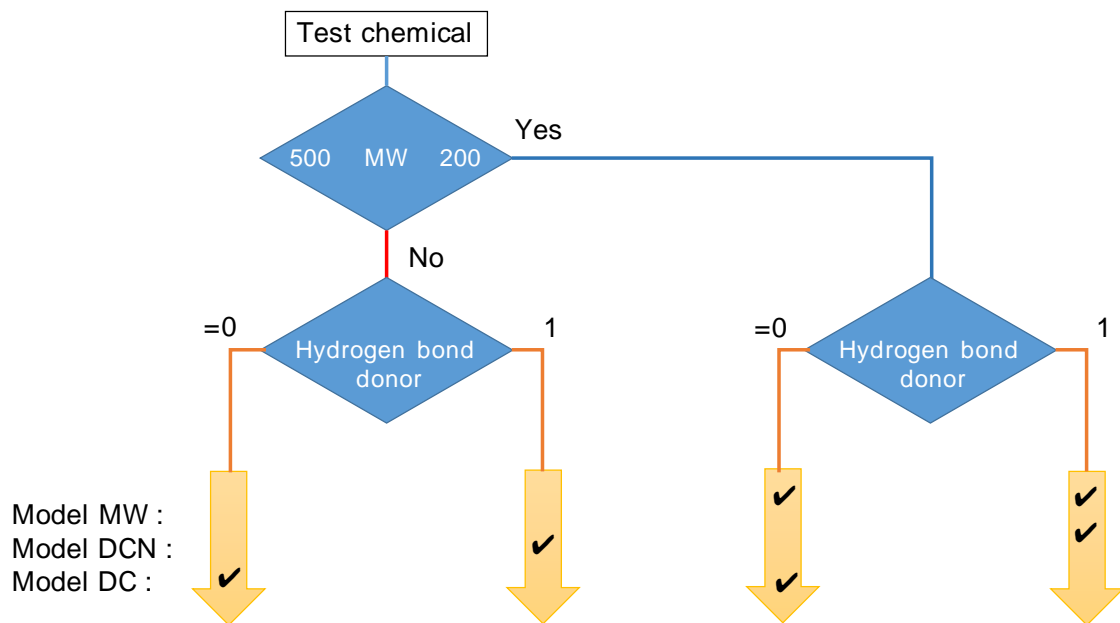 Test chemical
Yes
500 MW 200
No
=0
1
=0
1
Hydrogen bond
donor
Hydrogen bond
donor
✔
✔
Model MW :
✔
✔
Model DCN :
✔
✔
Model DC :